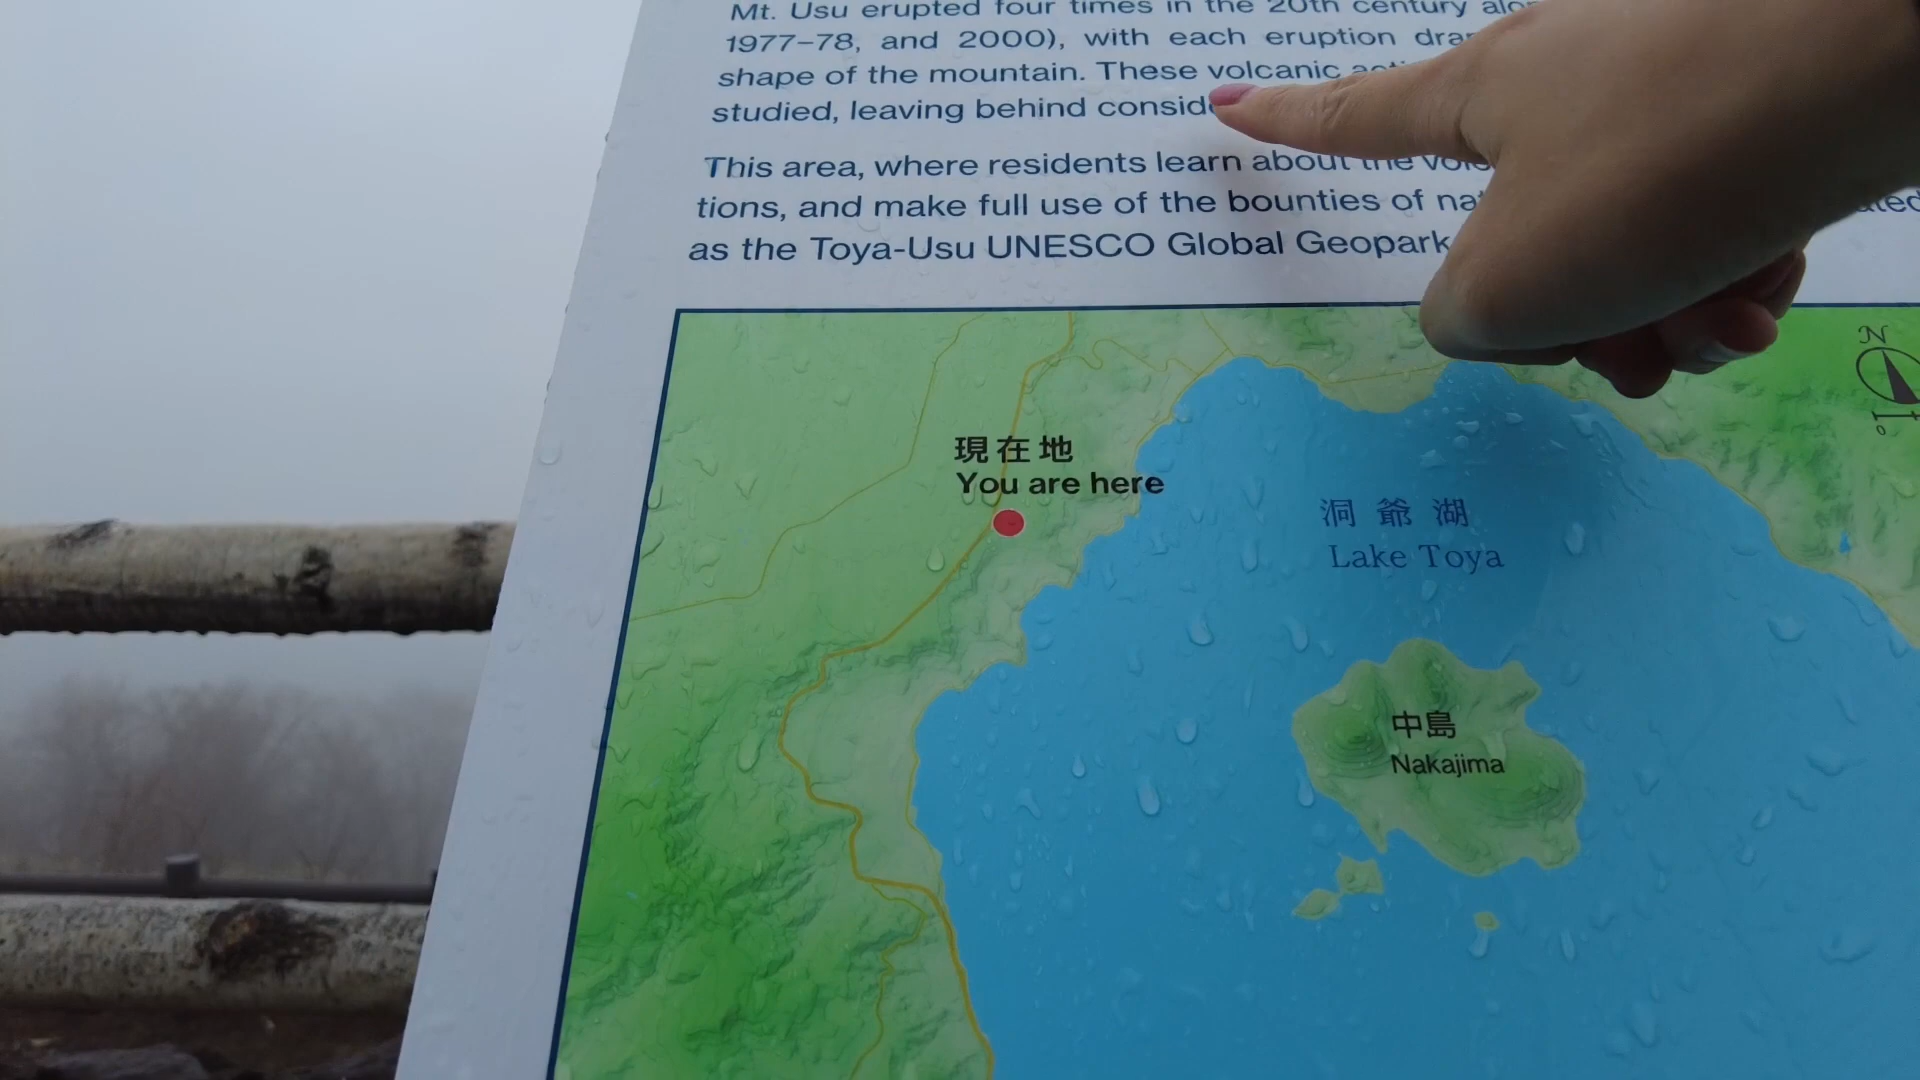 Mt. Usu erupted four times in the 20th century
1977–78, and 2000), with each eruption
shape of the mountain. These volcanic
studied, leaving behind
This area, where residents learn about the
tions, and make full use of the bounties of
as the Toya-Usu UNESCO Global Geopark
N
現在地
You are here
洞爺湖
Lake Toya
中島
Nakajima